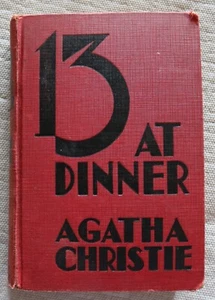 13
AT
DINNER
AGATHA
CHRISTIE